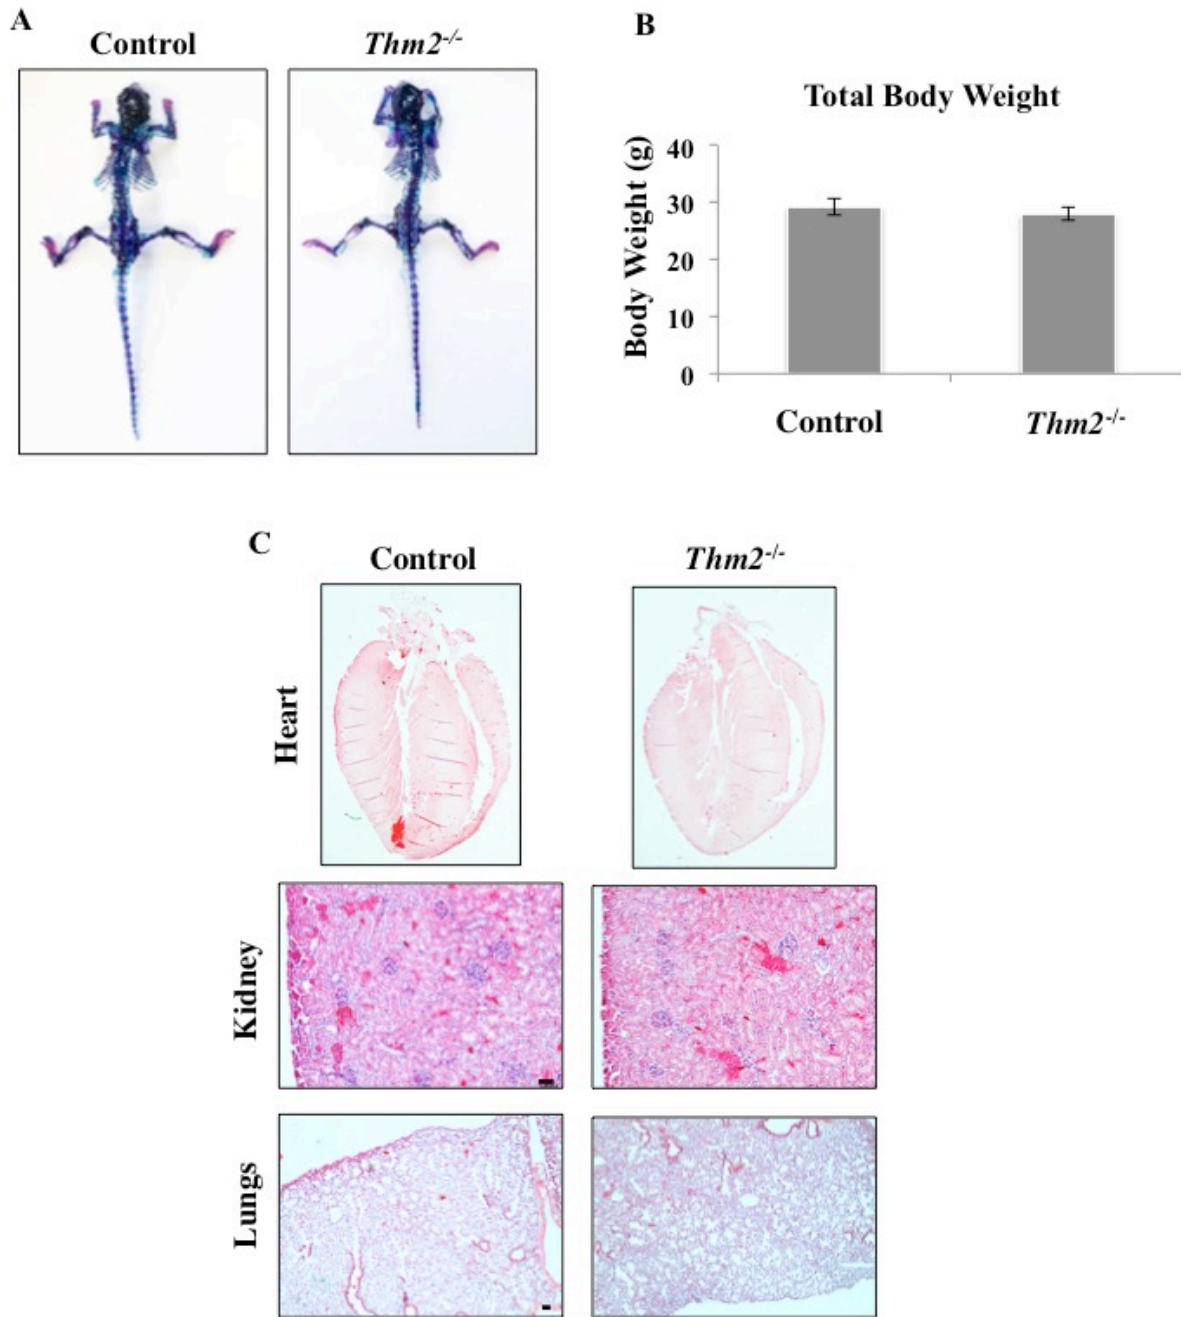 A
Control
Thm2-/-
B
Total Body Weight
Body Weight (g)
40
30
20
10
0
Control
Thm2-/-
C
Control
Thm2-/-
Heart
Kidney
Lungs